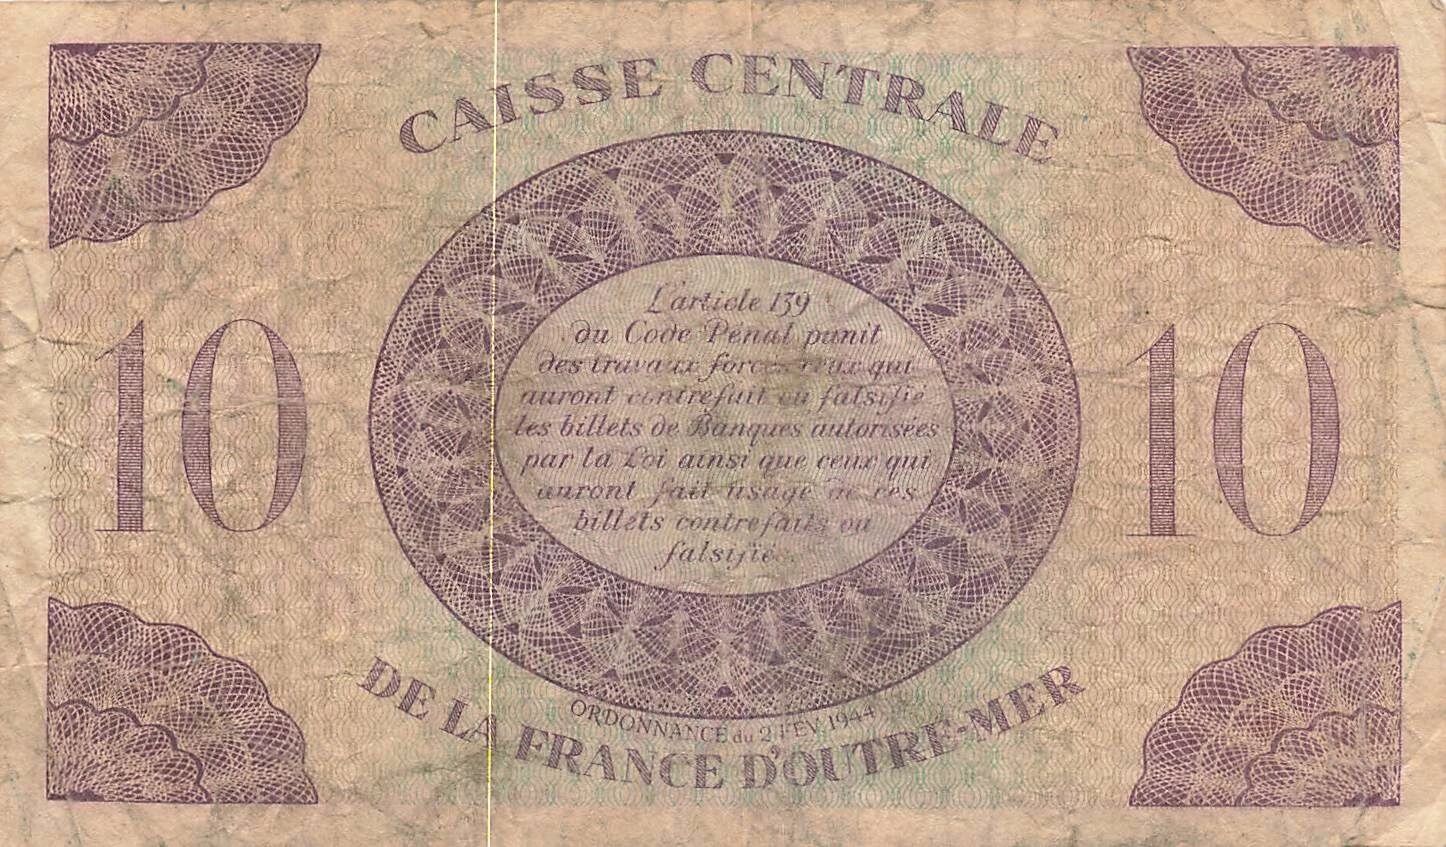 CAISSE CENTRALE
L'article 139
du Code Pénal punit
des travaux forcés ceux qui
auront contrefait ou falsifié
les billets de Banques autorisées
par la Loi ainsi que ceux qui
auront fait usage de ces
billets contrefaits ou
falsifiés.
10
10
ORDONNANCE du 2 FEV 1944
DE LA FRANCE D'OUTRE-MER